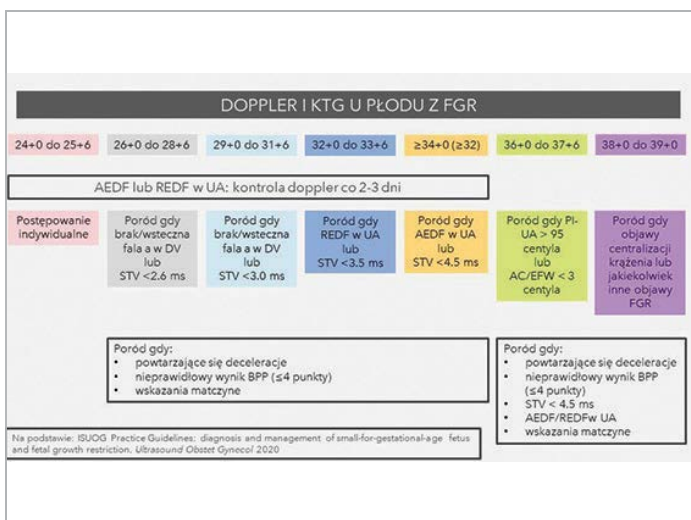 DOPPLER I KTG U PŁODU Z FGR
24+0 do 25+6
26+0 do 28+6
29+0 do 31+6
32+0 do 33+6
≥34+0 (≥32)
36+0 do 37+6
38+0 do 39+0
AEDF lub REDF w UA: kontrola doppler co 2-3 dni
Postępowanie
indywidualne
Poród gdy
brak/wsteczna
fala a w DV
lub
STV <2.6 ms
Poród gdy
brak/wsteczna
fala a w DV
lub
STV <3.0 ms
Poród gdy
REDF w UA
lub
STV <3.5 ms
Poród gdy
AEDF w UA
lub
STV <4.5 ms
Poród gdy PI-
UA > 95
centyla
lub
AC/EFW < 3
centyla
Poród gdy
objawy
centralizacji
krążenia lub
jakiekolwiek
inne objawy
FGR
Poród gdy:
• powtarzające się deceleracje
• nieprawidłowy wynik BPP (≤4 punkty)
• wskazania matczyne
Poród gdy:
• powtarzające się deceleracje
• nieprawidłowy wynik BPP
(≤4 punkty)
• STV < 4.5 ms
• AEDF/REDFw UA
• wskazania matczyne
Na podstawie: ISUOG Practice Guidelines: diagnosis and management of small-for-gestational-age fetus
and fetal growth restriction. Ultrasound Obstet Gynecol 2020